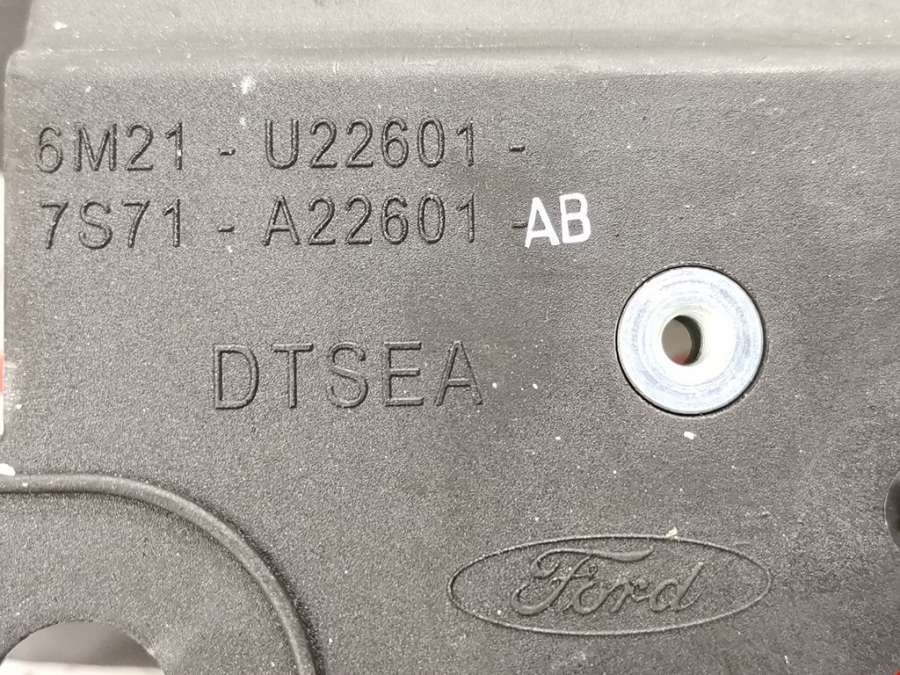 6M21 - U22601 -
7S71 - A22601 - AB
DTSEA
Ford